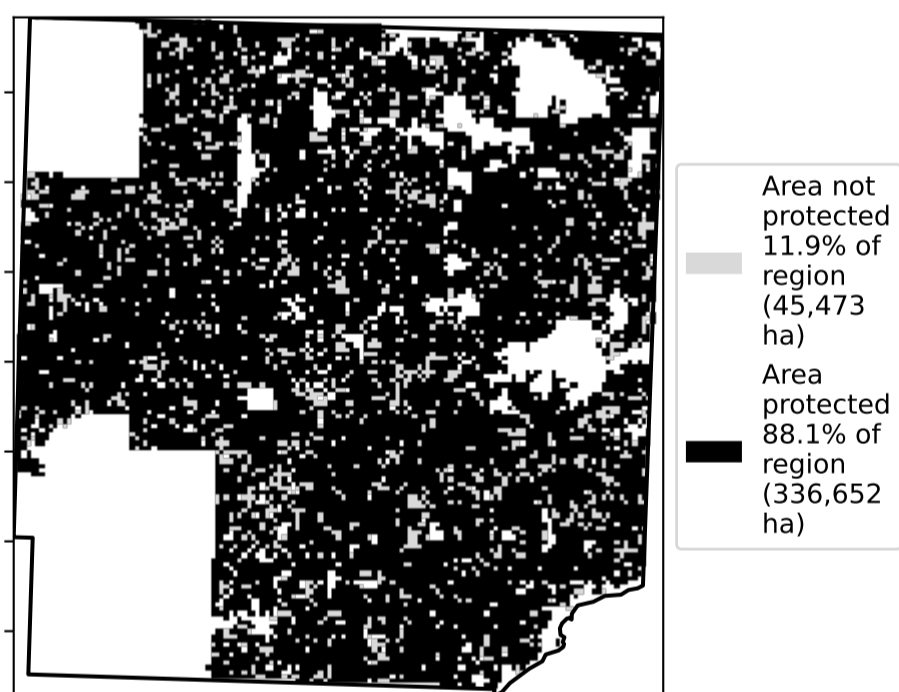 Area not
protected
11.9% of
region
(45,473
ha)
Area
protected
88.1% of
region
(336,652
ha)